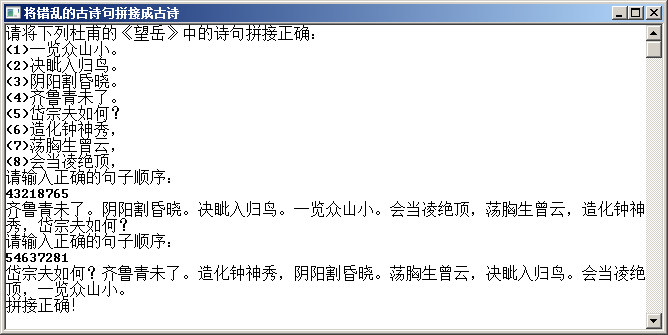 将错乱的古诗句拼接成古诗
请将下列杜甫的《望岳》中的诗句拼接正确：
(1)一览众山小。
(2)决眦入归鸟。
(3)阴阳割昏晓。
(4)齐鲁青未了。
(5)岱宗夫如何？
(6)造化钟神秀，
(7)荡胸生曾云，
(8)会当凌绝顶，
请输入正确的句子顺序：
43218765
齐鲁青未了。阴阳割昏晓。决眦入归鸟。一览众山小。会当凌绝顶，荡胸生曾云，造化钟神
秀，岱宗夫如何？
请输入正确的句子顺序：
54637281
岱宗夫如何？齐鲁青未了。造化钟神秀，阴阳割昏晓。荡胸生曾云，决眦入归鸟。会当凌绝
顶，一览众山小。
拼接正确！